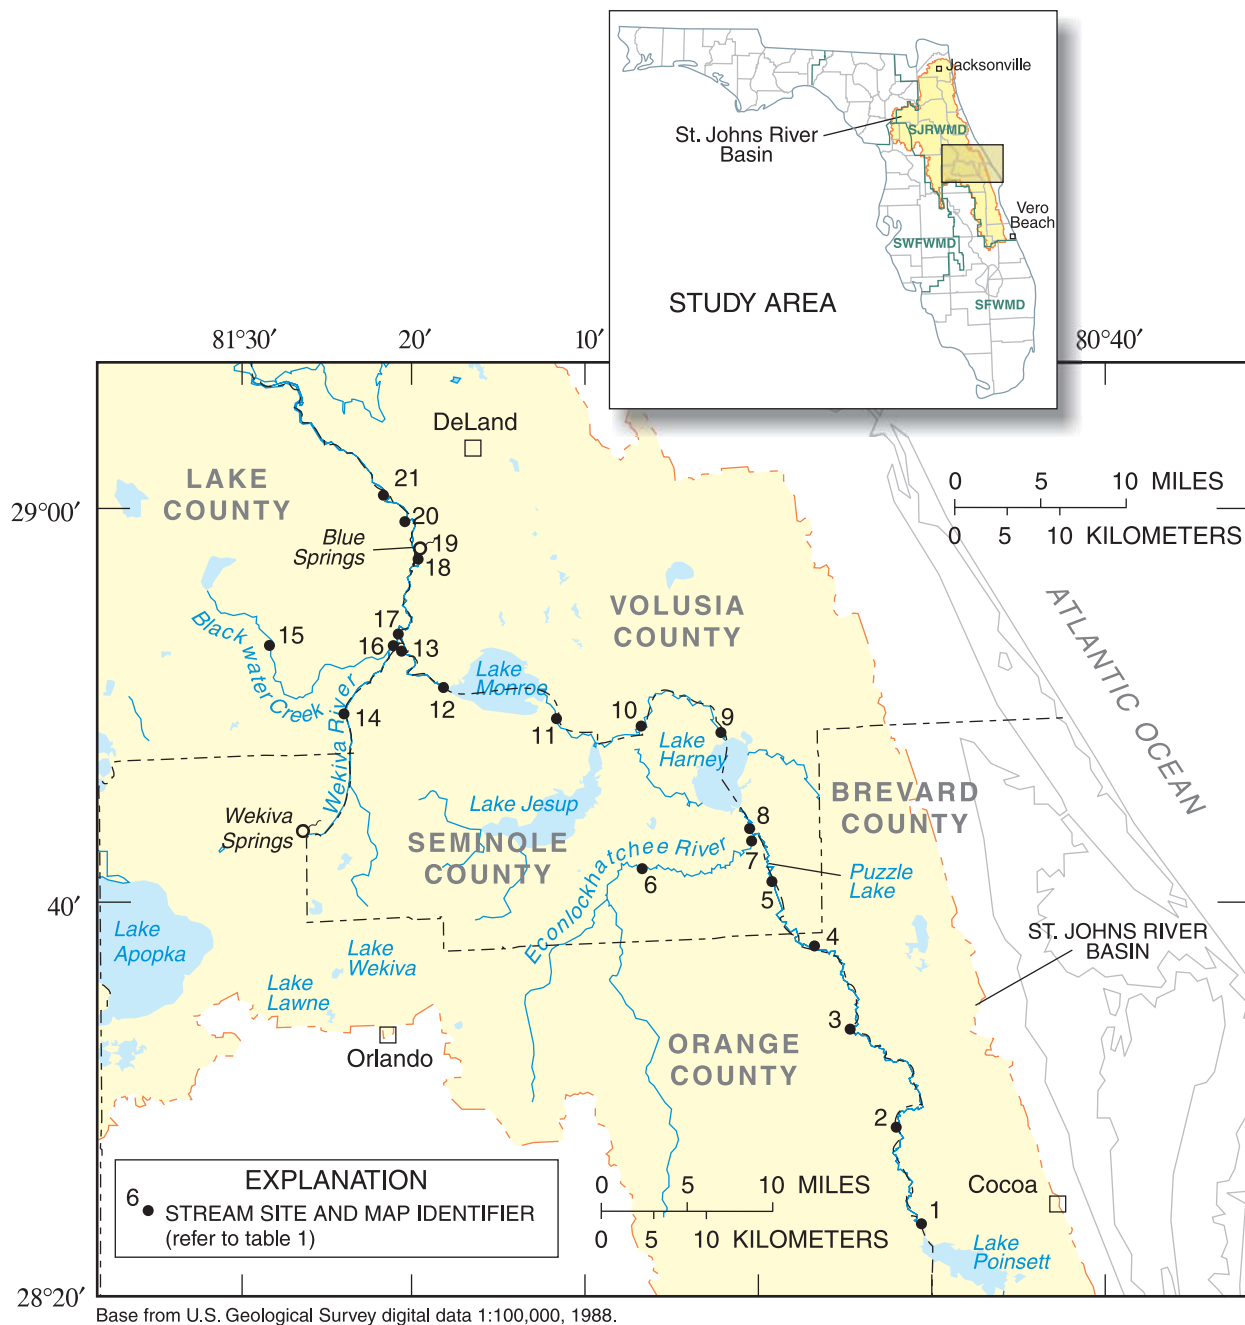 Jacksonville
St. Johns River
Basin
SJRWMD
Vero
Beach
SWFWMD
SFWMD
STUDY AREA
81°30′
20′
10′
80°40′
DeLand
LAKE
COUNTY
21
0 5 10 MILES
0 5 10 KILOMETERS
29°00′
20
Blue
Springs
19
18
VOLUSIA
COUNTY
ATLANTIC OCEAN
Blackwater Creek
15
17
16
13
Lake
Monroe
12
14
Wekiva River
11
10
9
Lake
Harney
BREVARD
COUNTY
Lake Jesup
Wekiva
Springs
SEMINOLE
COUNTY
8
7
Econlockhatchee River
6
5
Puzzle
Lake
40′
4
Lake
Apopka
Lake
Wekiva
Lake
Lawne
ST. JOHNS RIVER
BASIN
3
Orlando
ORANGE
COUNTY
2
EXPLANATION
6
STREAM SITE AND MAP IDENTIFIER
(refer to table 1)
0 5 10 MILES
0 5 10 KILOMETERS
Cocoa
1
Lake
Poinsett
28°20′
Base from U.S. Geological Survey digital data 1:100,000, 1988.